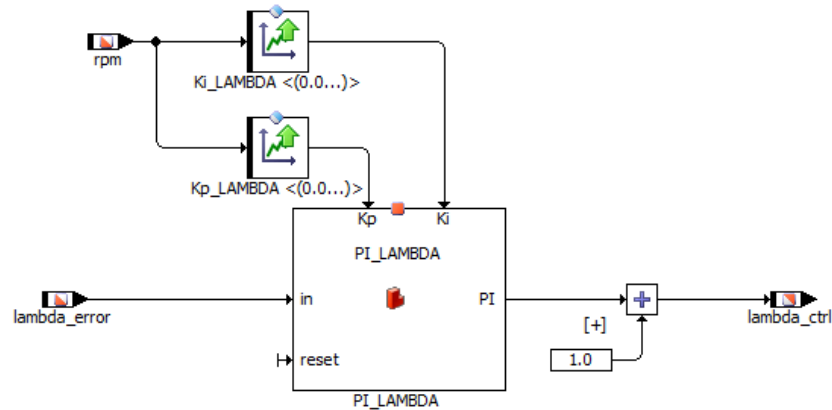 rpm
Ki_LAMBDA <(0.0...)>
Kp_LAMBDA <(0.0...)>
Kp Ki
PI_LAMBDA
lambda_error
in PI
reset
[+]
1.0
lambda_ctrl
PI_LAMBDA